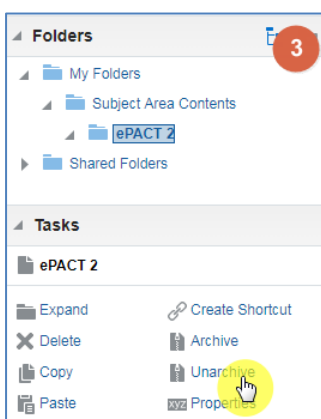 Folders
3
My Folders
Subject Area Contents
ePACT 2
Shared Folders
Tasks
ePACT 2
Expand Create Shortcut
Delete Archive
Copy Unarchive
Paste xyz Properties